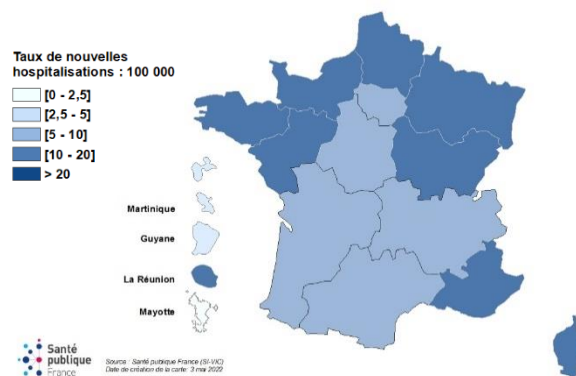 Taux de nouvelles
hospitalisations : 100 000
[0 - 2,5]
[2,5 - 5]
[5 - 10]
[10 - 20]
> 20
Martinique
Guyane
La Réunion
Mayotte
Santé
publique
France
Source : Santé publique France (SI-VIC)
Date de création de la carte: 3 mai 2022